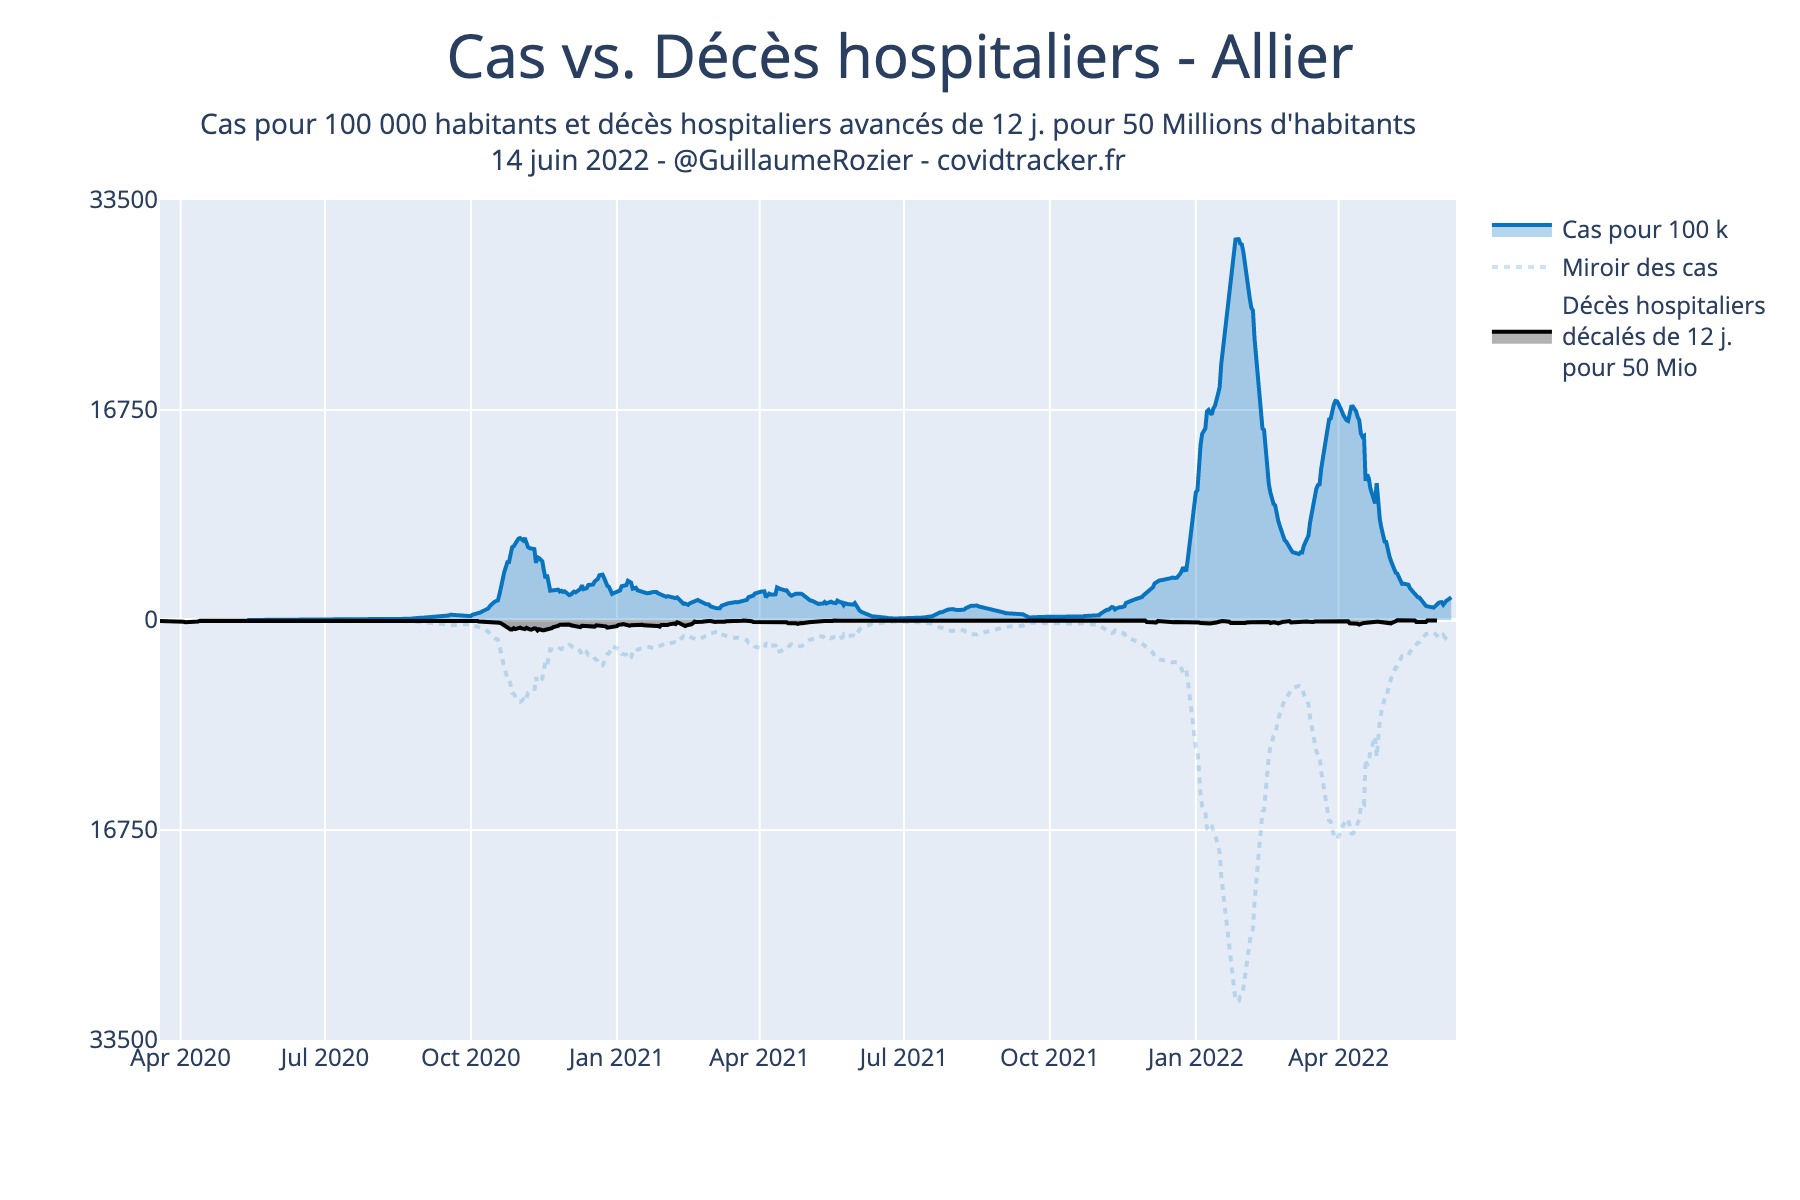 Cas vs. Décès hospitaliers - Allier
Cas pour 100 000 habitants et décès hospitaliers avancés de 12 j. pour 50 Millions d'habitants
14 juin 2022 - @GuillaumeRozier - covidtracker.fr
33500
16750
0
16750
33500
Apr 2020
Jul 2020
Oct 2020
Jan 2021
Apr 2021
Jul 2021
Oct 2021
Jan 2022
Apr 2022
Cas pour 100 k
Miroir des cas
Décès hospitaliers
décalés de 12 j.
pour 50 Mio